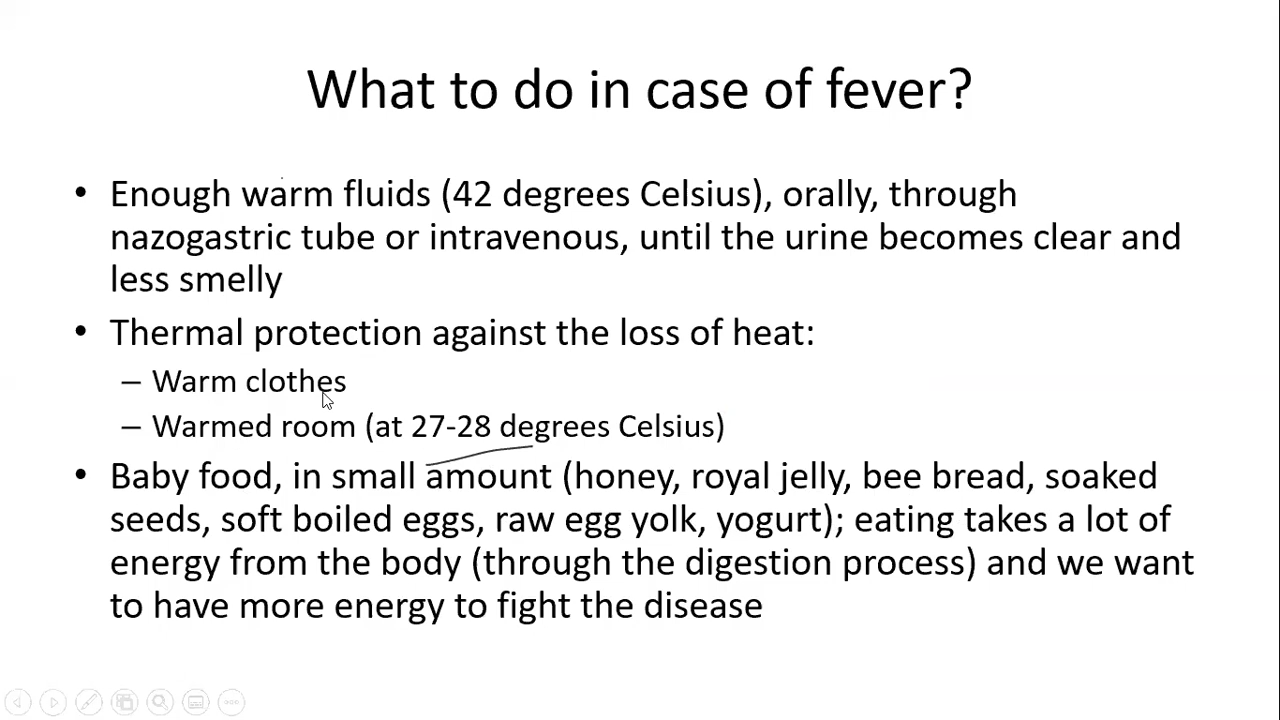 What to do in case of fever?
• Enough warm fluids (42 degrees Celsius), orally, through
nazogastric tube or intravenous, until the urine becomes clear and
less smelly
• Thermal protection against the loss of heat:
– Warm clothes
– Warmed room (at 27-28 degrees Celsius)
• Baby food, in small amount (honey, royal jelly, bee bread, soaked
seeds, soft boiled eggs, raw egg yolk, yogurt); eating takes a lot of
energy from the body (through the digestion process) and we want
to have more energy to fight the disease